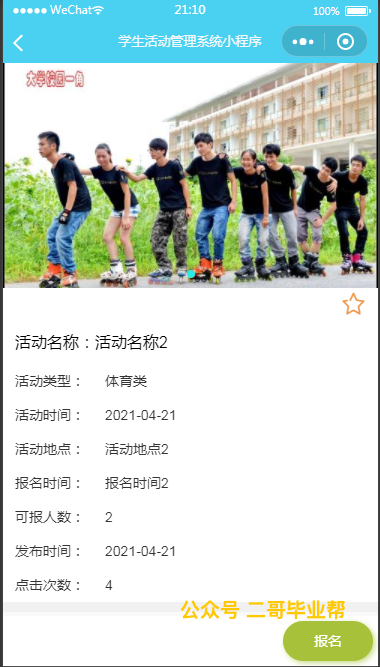 WeChat 21:10 100%
学生活动管理系统小程序
大学校园一角
活动名称：活动名称2
活动类型： 体育类
活动时间： 2021-04-21
活动地点： 活动地点2
报名时间： 报名时间2
可报人数： 2
发布时间： 2021-04-21
点击次数： 4
公众号 二哥毕业帮
报名